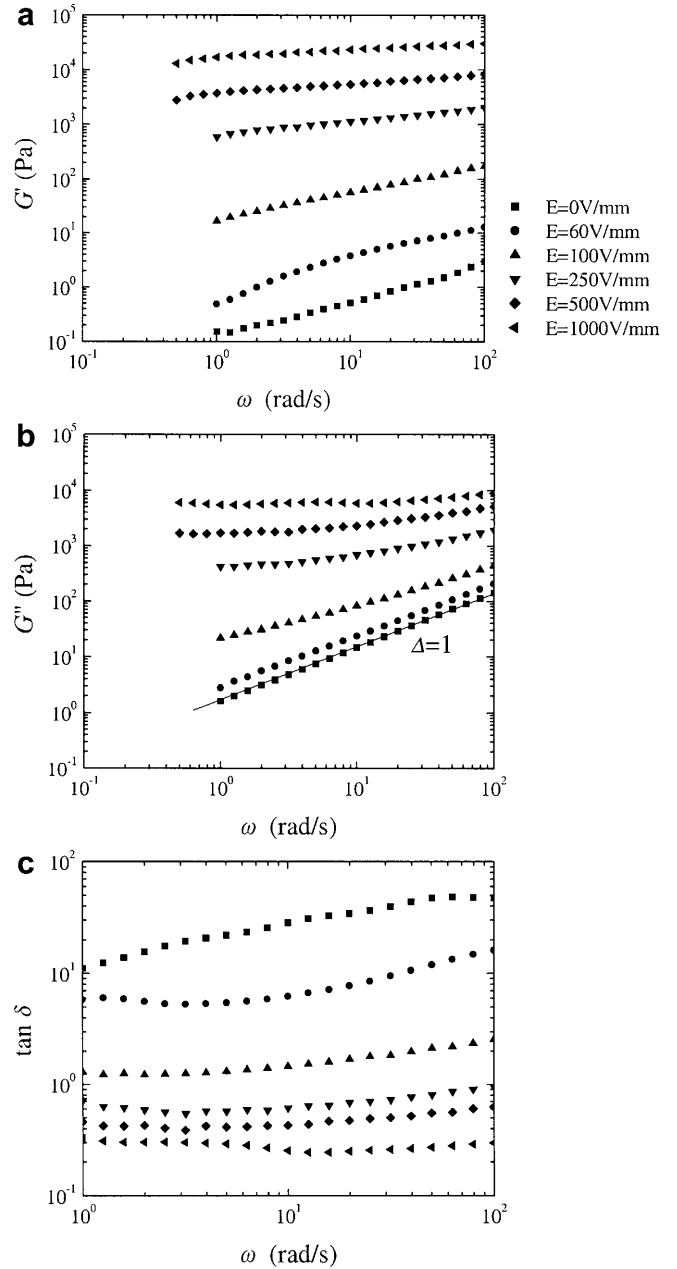 a
10^5
10^4
10^3
10^2
10^1
10^0
10^-1
G' (Pa)
10^-1
10^0
10^1
10^2
ω (rad/s)
E=0V/mm
E=60V/mm
E=100V/mm
E=250V/mm
E=500V/mm
E=1000V/mm
b
10^5
10^4
10^3
10^2
10^1
10^0
10^-1
G'' (Pa)
Δ=1
10^-1
10^0
10^1
10^2
ω (rad/s)
c
10^2
10^1
10^0
10^-1
tan δ
10^0
10^1
10^2
ω (rad/s)